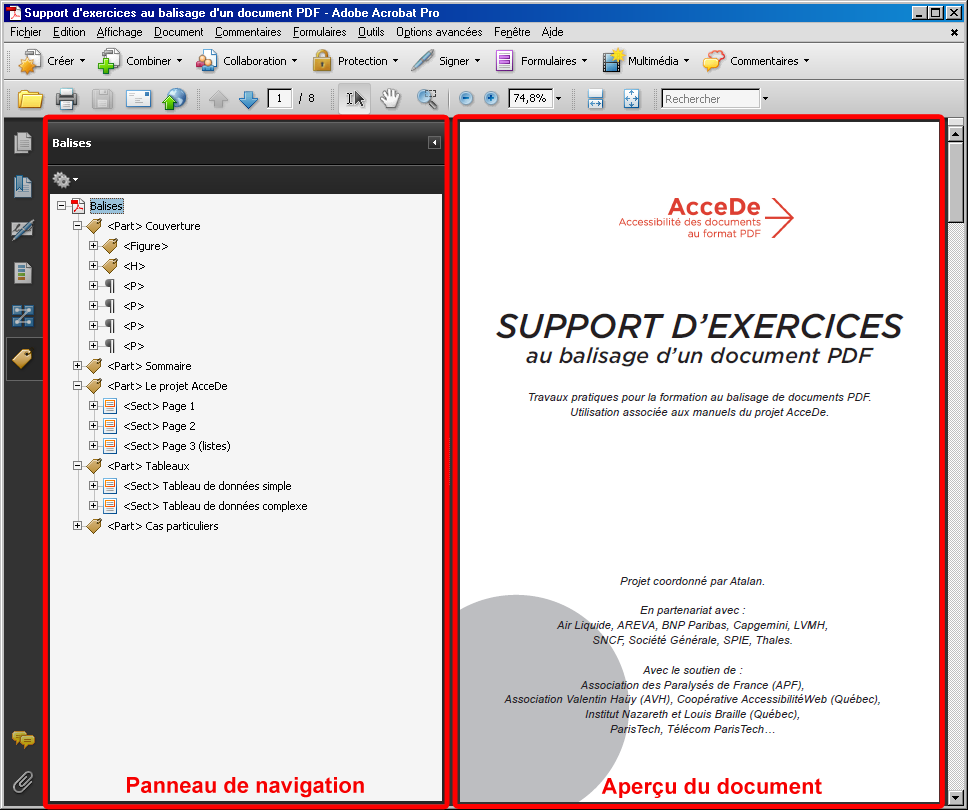 Support d'exercices au balisage d'un document PDF - Adobe Acrobat Pro
Fichier Edition Affichage Document Commentaires Formulaires Outils Options avancées Fenêtre Aide
Créer Combiner Collaboration Protection Signer Formulaires Multimédia Commentaires
1 / 8 74,8% Rechercher
Balises
Balises
<Part> Couverture
<Figure>
<H>
<P>
<P>
<P>
<P>
<Part> Sommaire
<Part> Le projet AcceDe
<Sect> Page 1
<Sect> Page 2
<Sect> Page 3 (listes)
<Part> Tableaux
<Sect> Tableau de données simple
<Sect> Tableau de données complexe
<Part> Cas particuliers
Panneau de navigation
AcceDe
Accessibilité des documents
au format PDF
SUPPORT D'EXERCICES
au balisage d'un document PDF
Travaux pratiques pour la formation au balisage de documents PDF.
Utilisation associée aux manuels du projet AcceDe.
Projet coordonné par Atalan.
En partenariat avec :
Air Liquide, AREVA, BNP Paribas, Capgemini, LVMH,
SNCF, Société Générale, SPIE, Thales.
Avec le soutien de :
Association des Paralysés de France (APF),
Association Valentin Haüy (AVH), Coopérative AccessibilitéWeb (Québec),
Institut Nazareth et Louis Braille (Québec),
ParisTech, Télécom ParisTech…
Aperçu du document